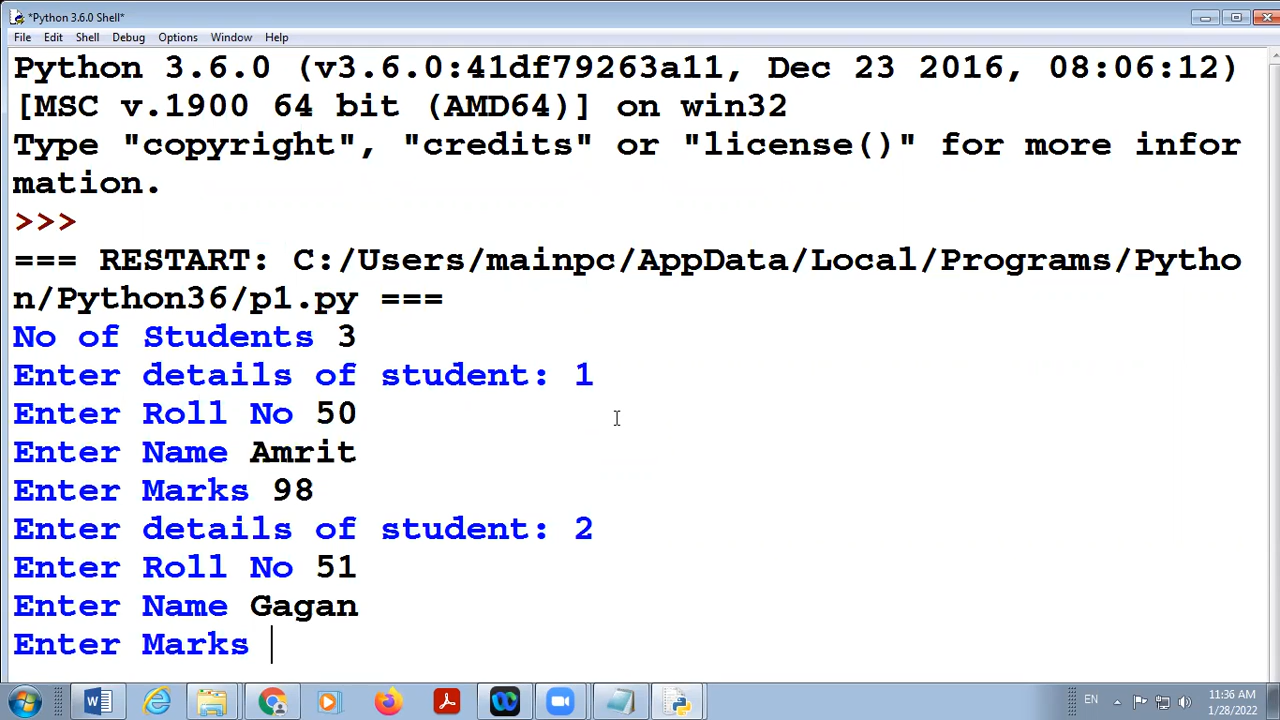 *Python 3.6.0 Shell*
File Edit Shell Debug Options Window Help
Python 3.6.0 (v3.6.0:41df79263a11, Dec 23 2016, 08:06:12)
[MSC v.1900 64 bit (AMD64)] on win32
Type "copyright", "credits" or "license()" for more infor
mation.
>>>
=== RESTART: C:/Users/mainpc/AppData/Local/Programs/Pytho
n/Python36/p1.py ===
No of Students 3
Enter details of student: 1
Enter Roll No 50
Enter Name Amrit
Enter Marks 98
Enter details of student: 2
Enter Roll No 51
Enter Name Gagan
Enter Marks
EN
11:36 AM
1/28/2022